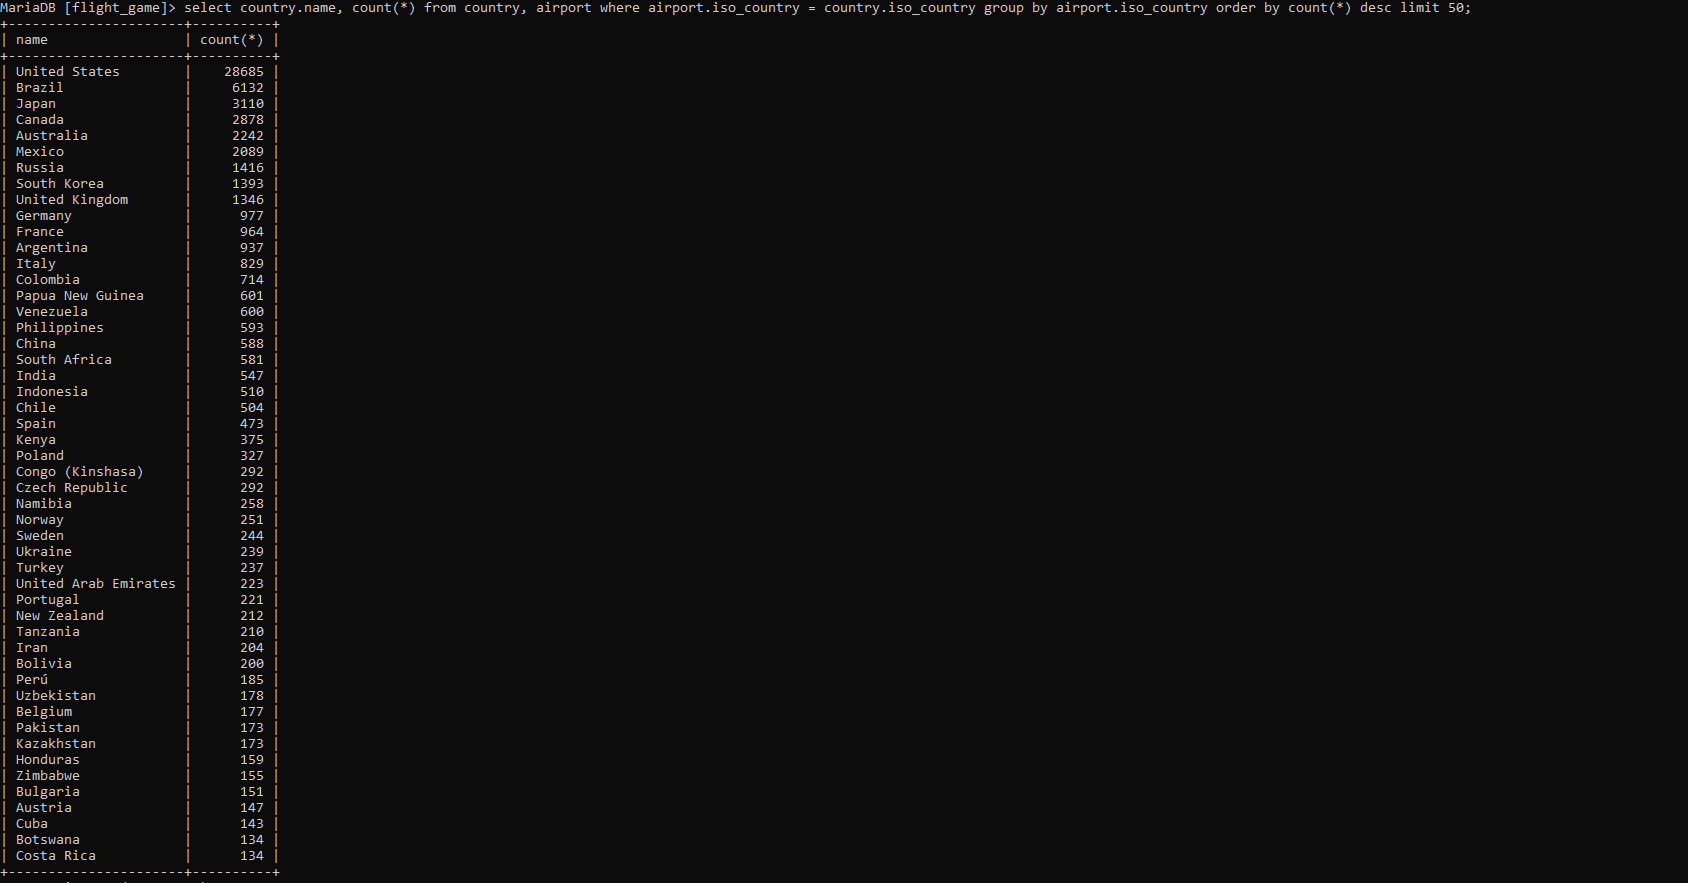 MariaDB [flight_game]> select country.name, count(*) from country, airport where airport.iso_country = country.iso_country group by airport.iso_country order by count(*) desc limit 50;
+----------------------+----------+
| name                 | count(*) |
+----------------------+----------+
| United States        |    28685 |
| Brazil               |     6132 |
| Japan                |     3110 |
| Canada               |     2878 |
| Australia            |     2242 |
| Mexico               |     2089 |
| Russia               |     1416 |
| South Korea          |     1393 |
| United Kingdom       |     1346 |
| Germany              |      977 |
| France               |      964 |
| Argentina            |      937 |
| Italy                |      829 |
| Colombia             |      714 |
| Papua New Guinea     |      601 |
| Venezuela            |      600 |
| Philippines          |      593 |
| China                |      588 |
| South Africa         |      581 |
| India                |      547 |
| Indonesia            |      510 |
| Chile                |      504 |
| Spain                |      473 |
| Kenya                |      375 |
| Poland               |      327 |
| Congo (Kinshasa)     |      292 |
| Czech Republic       |      292 |
| Namibia              |      258 |
| Norway               |      251 |
| Sweden               |      244 |
| Ukraine              |      239 |
| Turkey               |      237 |
| United Arab Emirates |      223 |
| Portugal             |      221 |
| New Zealand          |      212 |
| Tanzania             |      210 |
| Iran                 |      204 |
| Bolivia              |      200 |
| Perú                 |      185 |
| Uzbekistan           |      178 |
| Belgium              |      177 |
| Pakistan             |      173 |
| Kazakhstan           |      173 |
| Honduras             |      159 |
| Zimbabwe             |      155 |
| Bulgaria             |      151 |
| Austria              |      147 |
| Cuba                 |      143 |
| Botswana             |      134 |
| Costa Rica           |      134 |
+----------------------+----------+